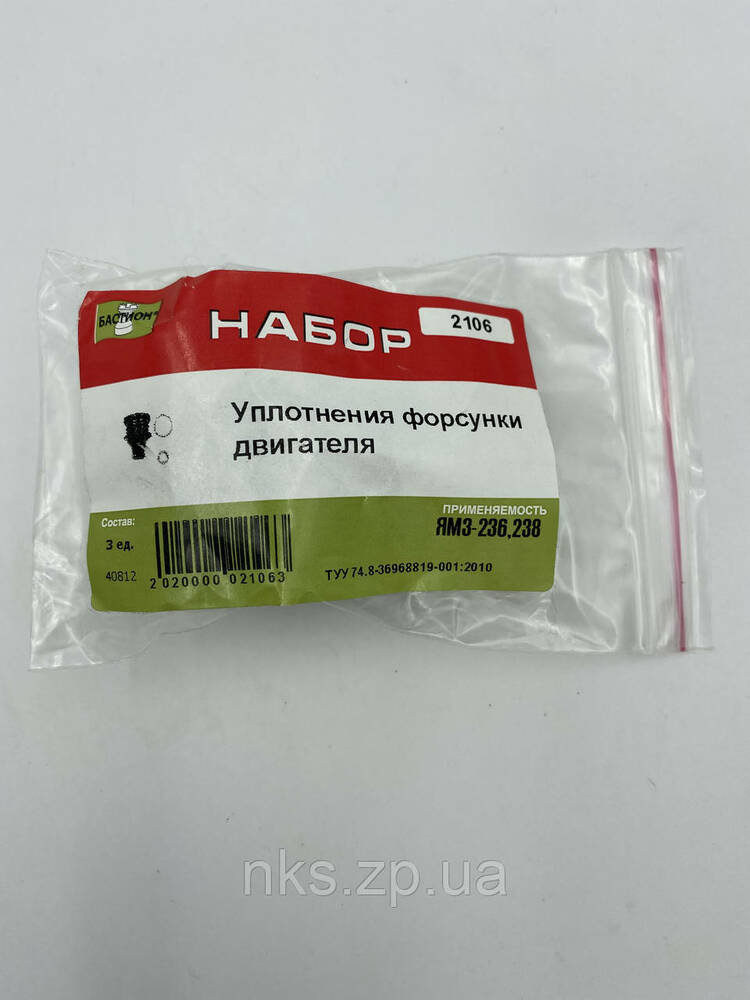 БАСТИОН®
НАБОР
2106
Уплотнения форсунки
двигателя
Состав:
3 ед.
40812
2 020000 021063
ПРИМЕНЯЕМОСТЬ
ЯМЗ-236,238
ТУУ 74.8-36968819-001:2010
nks.zp.ua